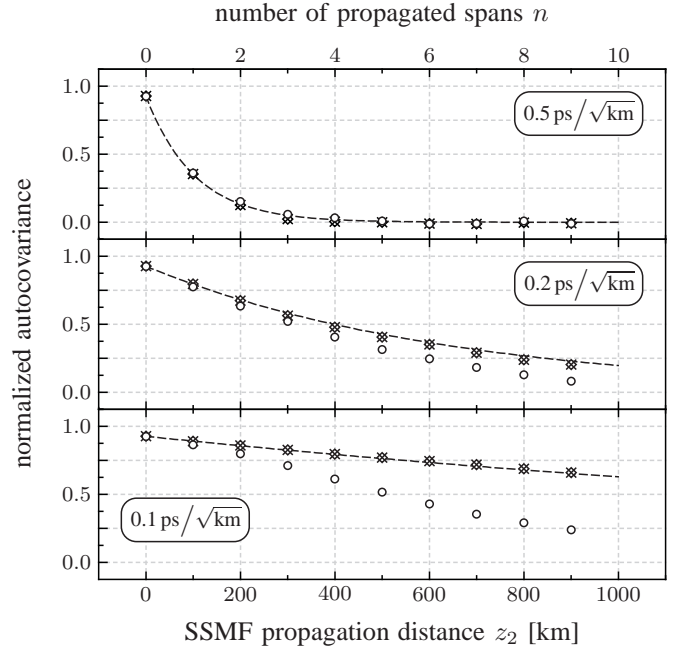 number of propagated spans n
0 2 4 6 8 10
normalized autocovariance
1.0
0.5
0.0
0.5 ps/√km
1.0
0.5
0.0
0.2 ps/√km
1.0
0.5
0.0
0.1 ps/√km
0 200 400 600 800 1000
SSMF propagation distance z₂ [km]